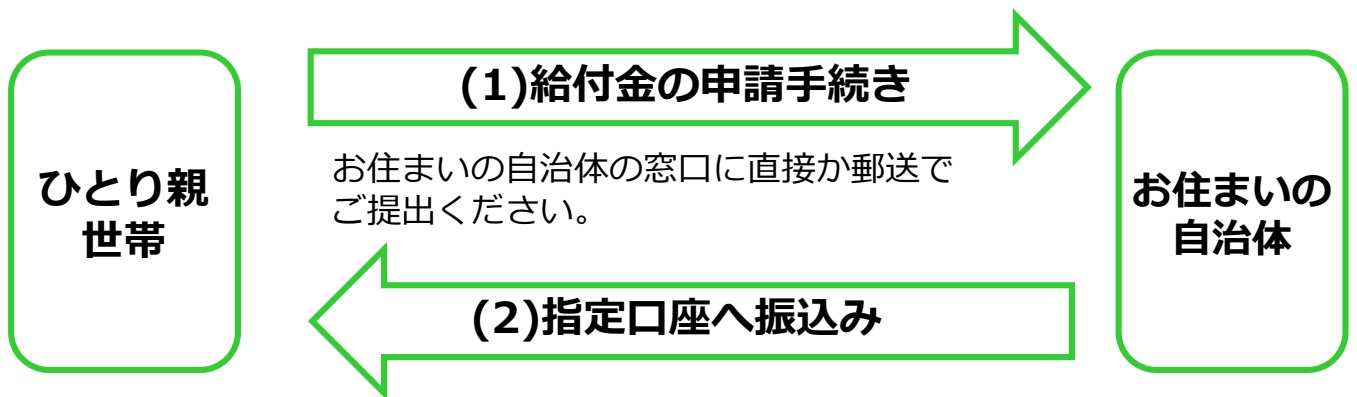 ひとり親
世帯
(1)給付金の申請手続き
お住まいの自治体の窓口に直接か郵送で
ご提出ください。
(2)指定口座へ振込み
お住まいの
自治体